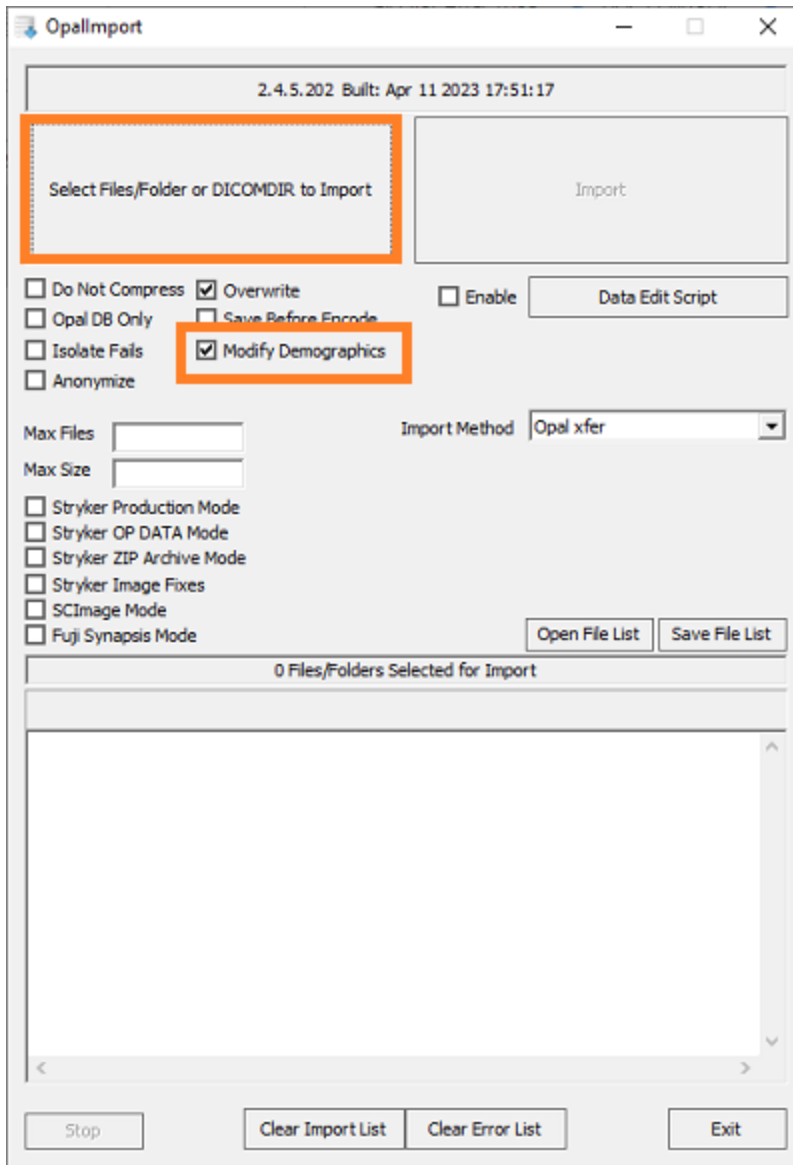 OpalImport
2.4.5.202 Built: Apr 11 2023 17:51:17
Select Files/Folder or DICOMDIR to Import
Import
Do Not Compress
Overwrite
Enable
Data Edit Script
Opal DB Only
Save Before Encode
Isolate Fails
Modify Demographics
Anonymize
Max Files
Import Method
Opal xfer
Max Size
Stryker Production Mode
Stryker OP DATA Mode
Stryker ZIP Archive Mode
Stryker Image Fixes
SCImage Mode
Fuji Synapsis Mode
Open File List
Save File List
0 Files/Folders Selected for Import
Stop
Clear Import List
Clear Error List
Exit